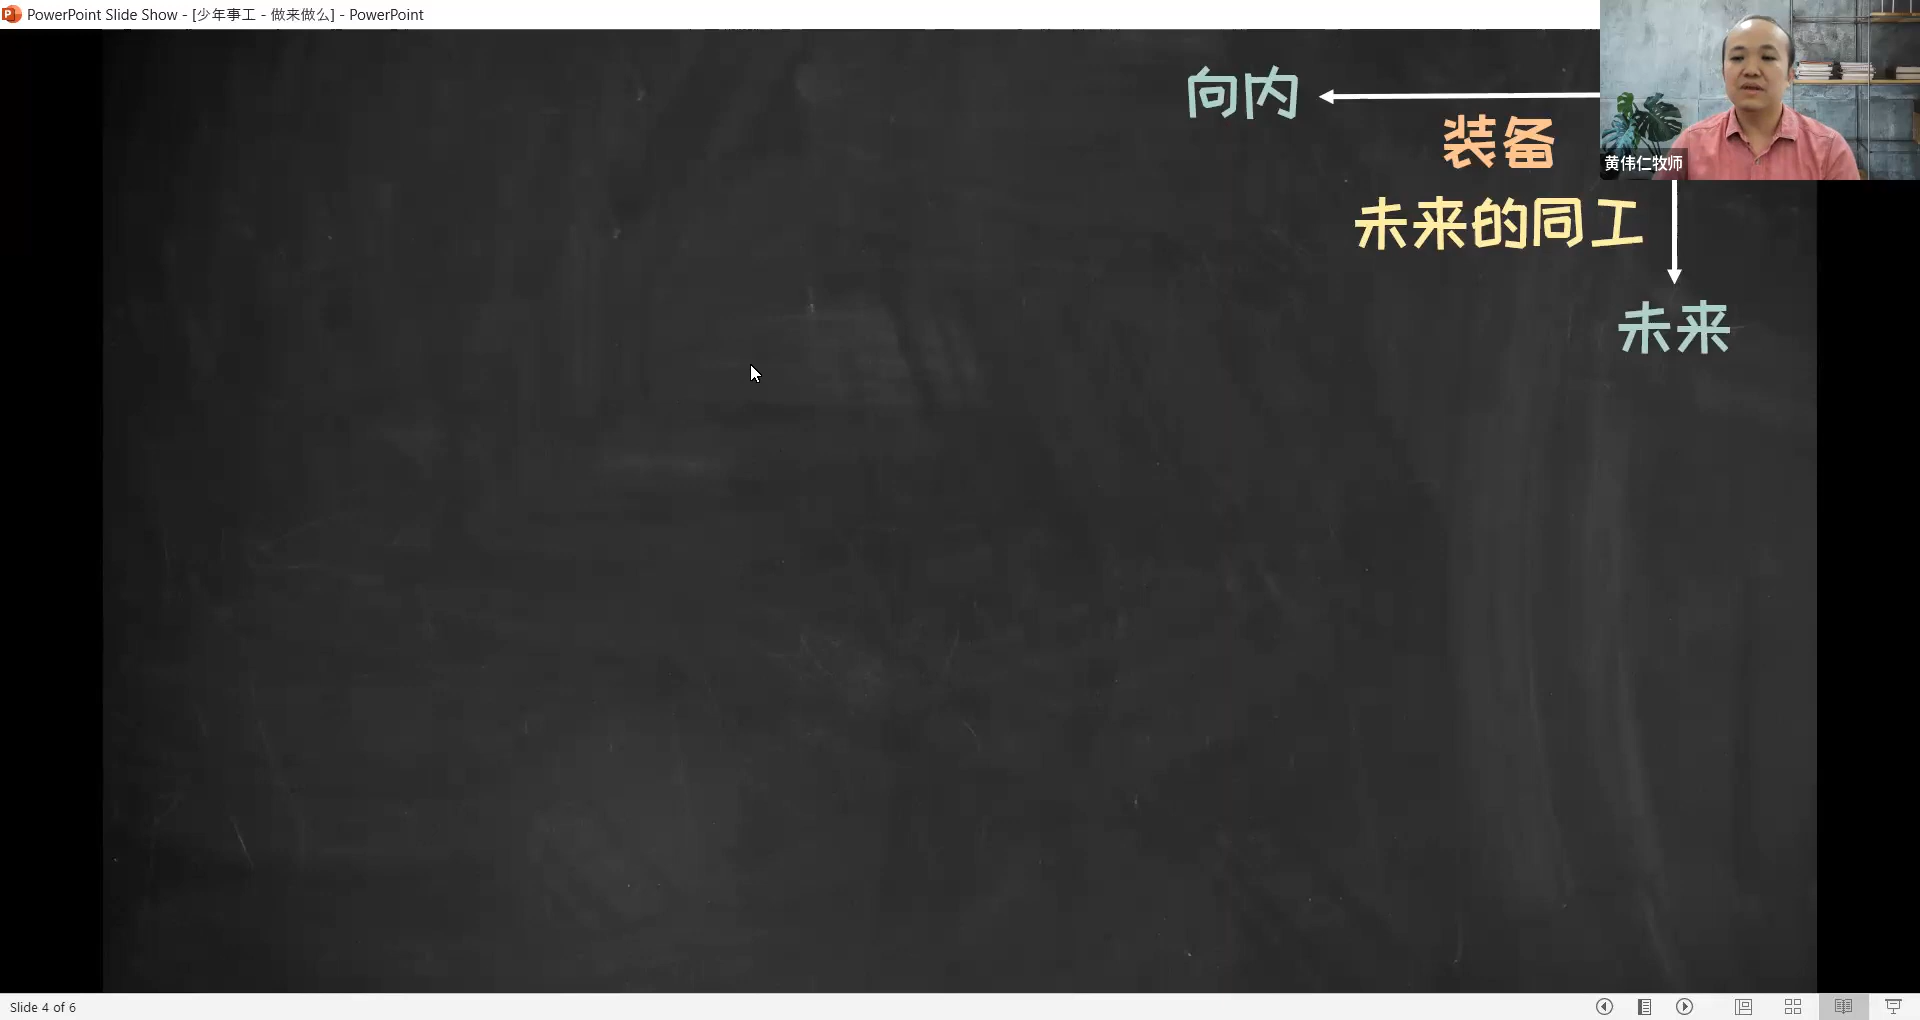 PowerPoint Slide Show - [少年事工 - 做来做么] - PowerPoint
向内
装备
黄伟仁牧师
未来的同工
未来
Slide 4 of 6